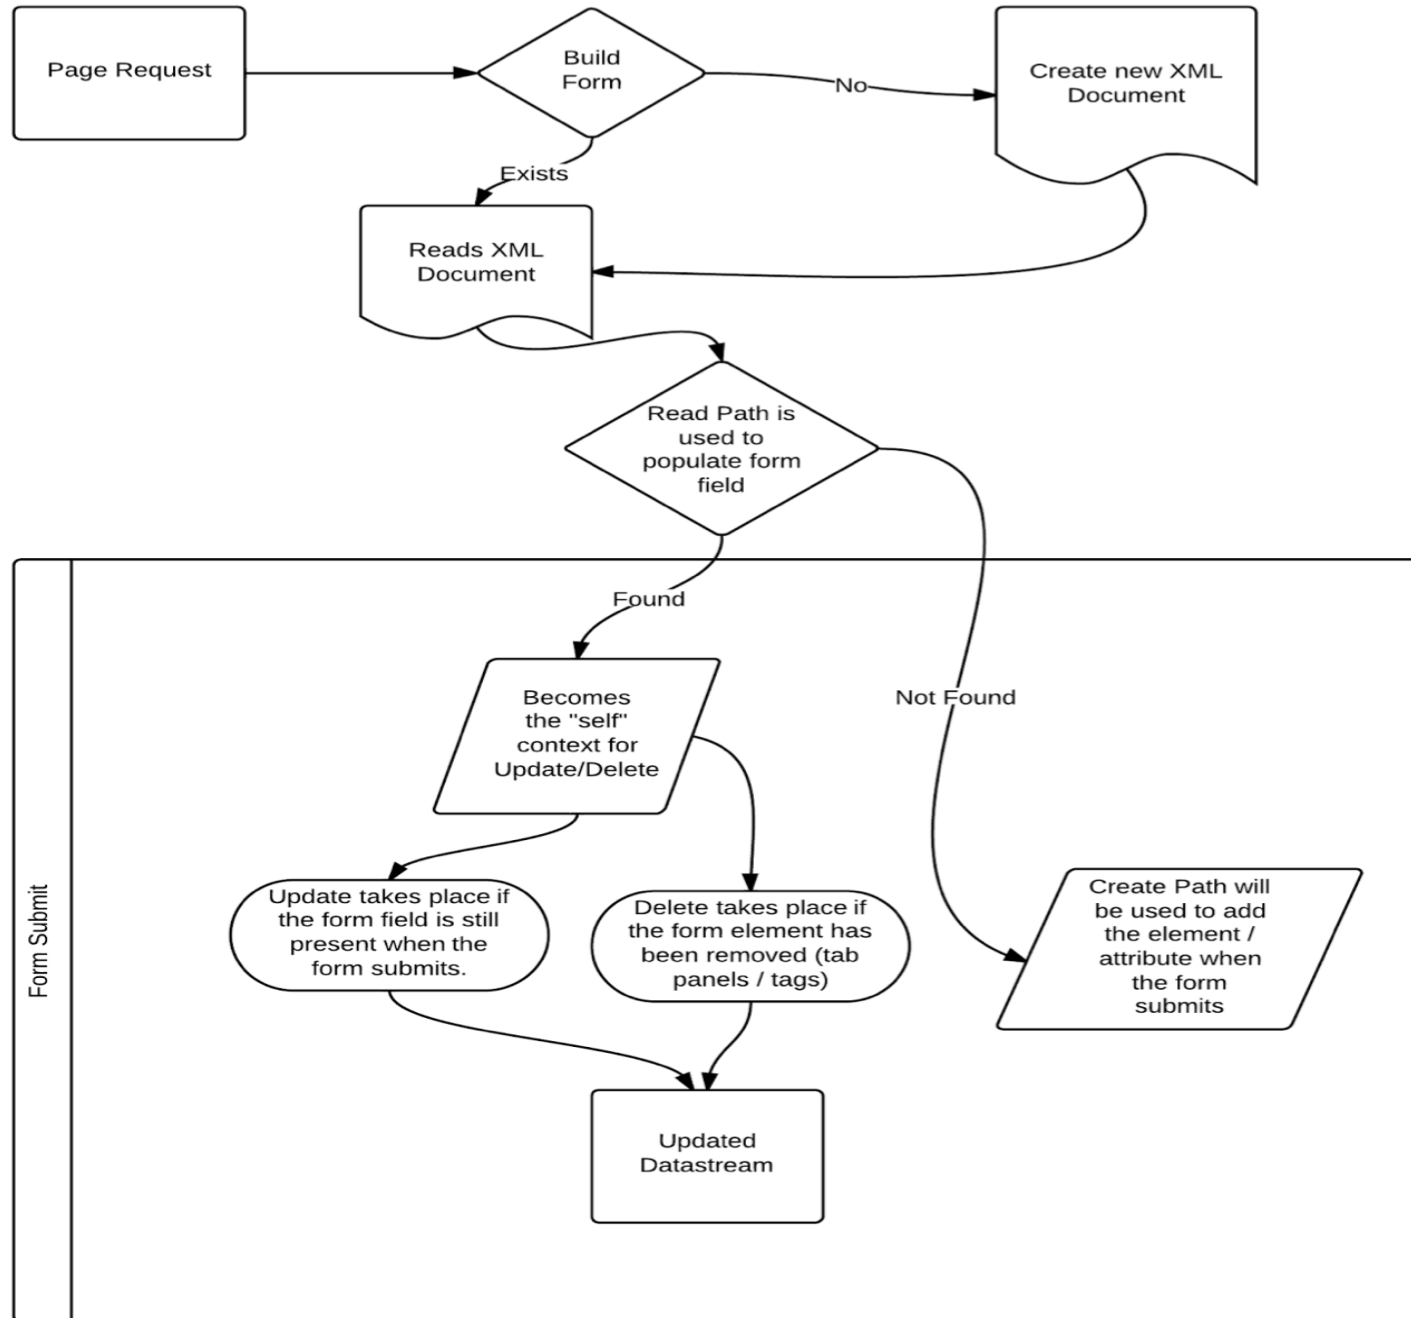 Page Request
Build
Form
No
Create new XML
Document
Exists
Reads XML
Document
Read Path is
used to
populate form
field
Found
Not Found
Becomes
the "self"
context for
Update/Delete
Form Submit
Update takes place if
the form field is still
present when the
form submits.
Delete takes place if
the form element has
been removed (tab
panels / tags)
Create Path will
be used to add
the element /
attribute when
the form
submits
Updated
Datastream